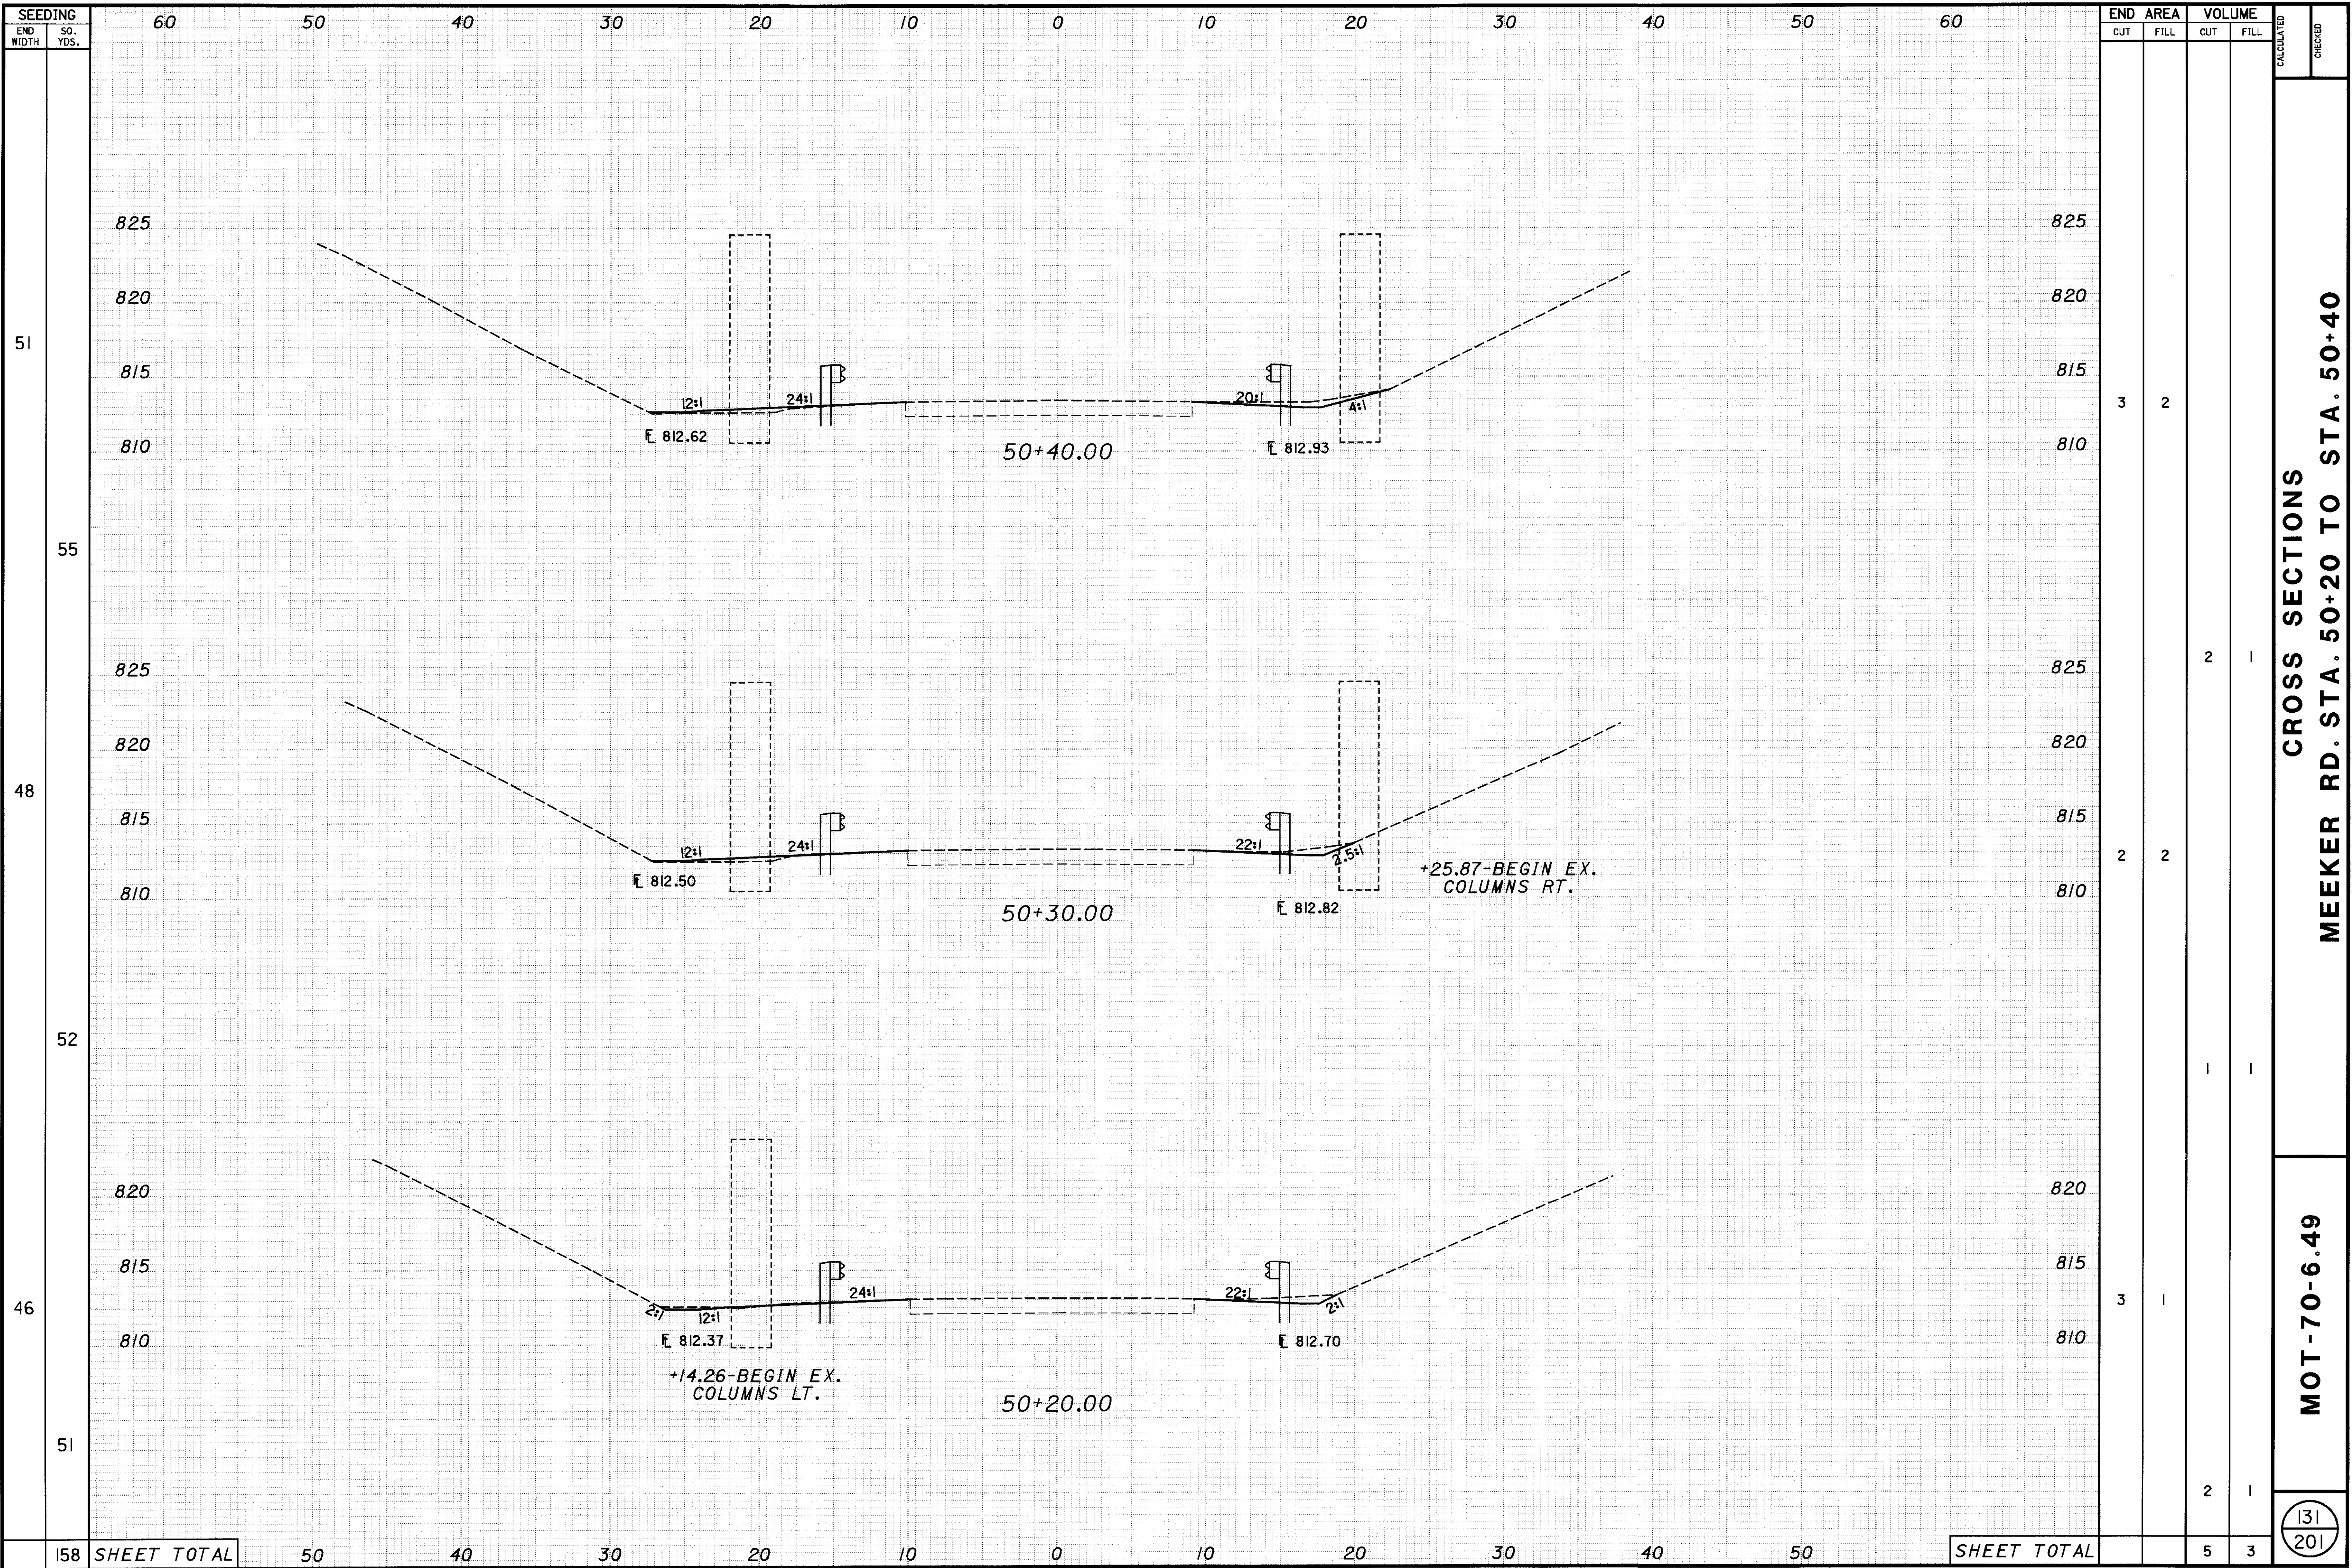 SEEDING
END WIDTH
SQ. YDS.
60 50 40 30 20 10 0 10 20 30 40 50 60
END AREA VOLUME
CUT FILL CUT FILL
CALCULATED
CHECKED
825 825
820 820
51
815 815
12:1 24:1 20:1 4:1
3 2
℄ 812.62
℄ 812.93
810 810
50+40.00
55
825 825
2 1
820 820
48
815 815
12:1 24:1 22:1 2.5:1
2 2
℄ 812.50
℄ 812.82
+25.87-BEGIN EX.
COLUMNS RT.
810 810
50+30.00
52
1 1
820 820
815 815
46
2:1 12:1 24:1 22:1 2:1
3 1
℄ 812.37
℄ 812.70
810 810
+14.26-BEGIN EX.
COLUMNS LT.
50+20.00
51
2 1
158 SHEET TOTAL
50 40 30 20 10 0 10 20 30 40 50
SHEET TOTAL
5 3
CROSS SECTIONS
MEEKER RD. STA. 50+20 TO STA. 50+40
MOT-70-6.49
131
201